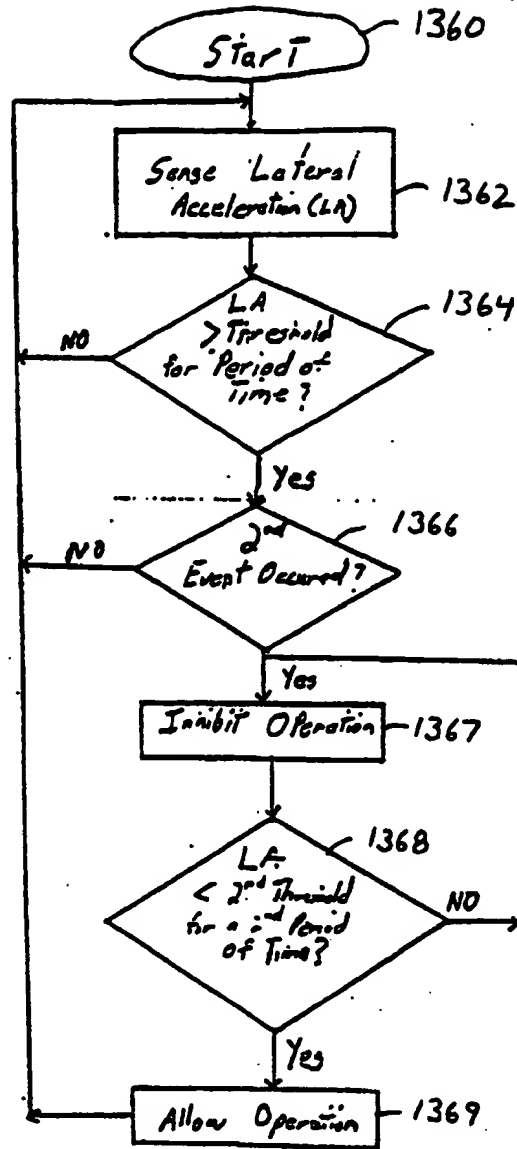 Start
1360
Sense Lateral
Acceleration (LA)
1362
LA
> Threshold
for Period of
Time?
1364
NO
Yes
2nd
Event Occured?
1366
NO
Yes
Inhibit Operation
1367
LA
< 2nd Threshold
for a 2nd Period
of Time?
1368
NO
Yes
Allow Operation
1369